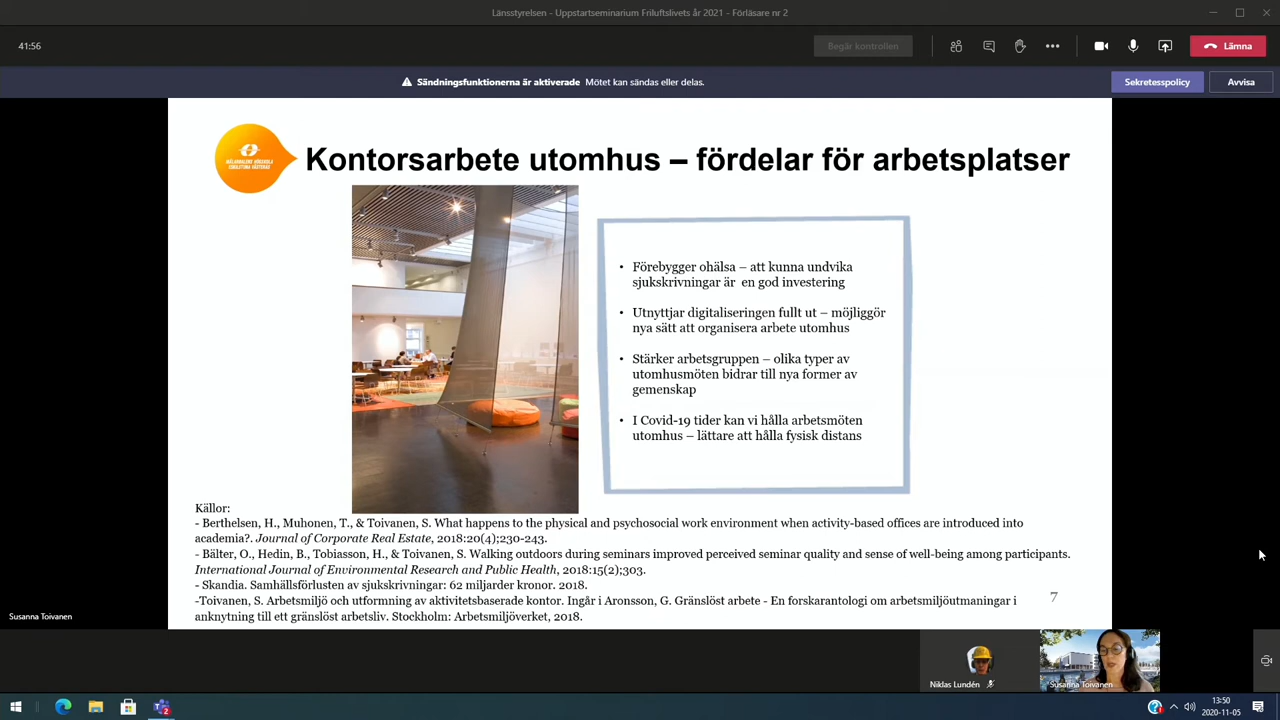 Länsstyrelsen - Uppstartseminarium Friluftslivets år 2021 - Förläsare nr 2
41:56
Begär kontrollen
Lämna
Sändningsfunktionerna är aktiverade Mötet kan sändas eller delas.
Sekretesspolicy
Avvisa
MÄLARDALENS HÖGSKOLA
ESKILSTUNA VÄSTERÅS
Kontorsarbete utomhus – fördelar för arbetsplatser
• Förebygger ohälsa – att kunna undvika
sjukskrivningar är en god investering
• Utnyttjar digitaliseringen fullt ut – möjliggör
nya sätt att organisera arbete utomhus
• Stärker arbetsgruppen – olika typer av
utomhusmöten bidrar till nya former av
gemenskap
• I Covid-19 tider kan vi hålla arbetsmöten
utomhus – lättare att hålla fysisk distans
Källor:
- Berthelsen, H., Muhonen, T., & Toivanen, S. What happens to the physical and psychosocial work environment when activity-based offices are introduced into
academia?. Journal of Corporate Real Estate, 2018:20(4);230-243.
- Bälter, O., Hedin, B., Tobiasson, H., & Toivanen, S. Walking outdoors during seminars improved perceived seminar quality and sense of well-being among participants.
International Journal of Environmental Research and Public Health, 2018:15(2);303.
- Skandia. Samhällsförlusten av sjukskrivningar: 62 miljarder kronor. 2018.
-Toivanen, S. Arbetsmiljö och utformning av aktivitetsbaserade kontor. Ingår i Aronsson, G. Gränslöst arbete - En forskarantologi om arbetsmiljöutmaningar i
anknytning till ett gränslöst arbetsliv. Stockholm: Arbetsmiljöverket, 2018.
7
Susanna Toivanen
Niklas Lundén
Susanna Toivanen
13:50
2020-11-05